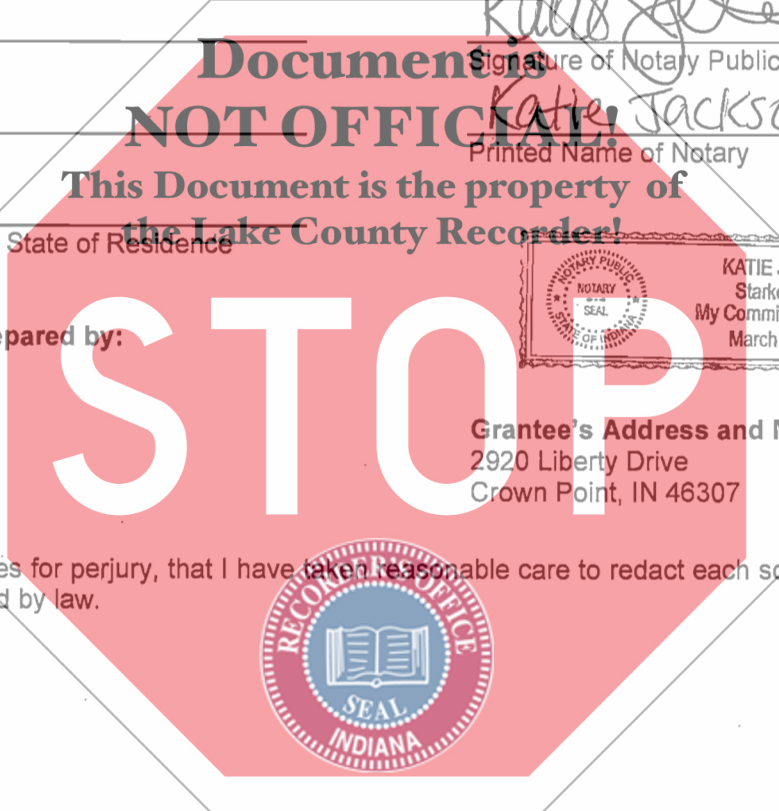 Document is
Signature of Notary Public
NOT OFFICIAL!
Katie Jackso
Printed Name of Notary
This Document is the property of
the Lake County Recorder!
State of Residence
NOTARY PUBLIC
NOTARY
SEAL
STATE OF INDIANA
KATIE
Starke
My Commi
March
epared by:
STOP
Grantee's Address and
2920 Liberty Drive
Crown Point, IN 46307
es for perjury, that I have taken reasonable care to redact each so
d by law.
RECORDER'S OFFICE
SEAL
INDIANA